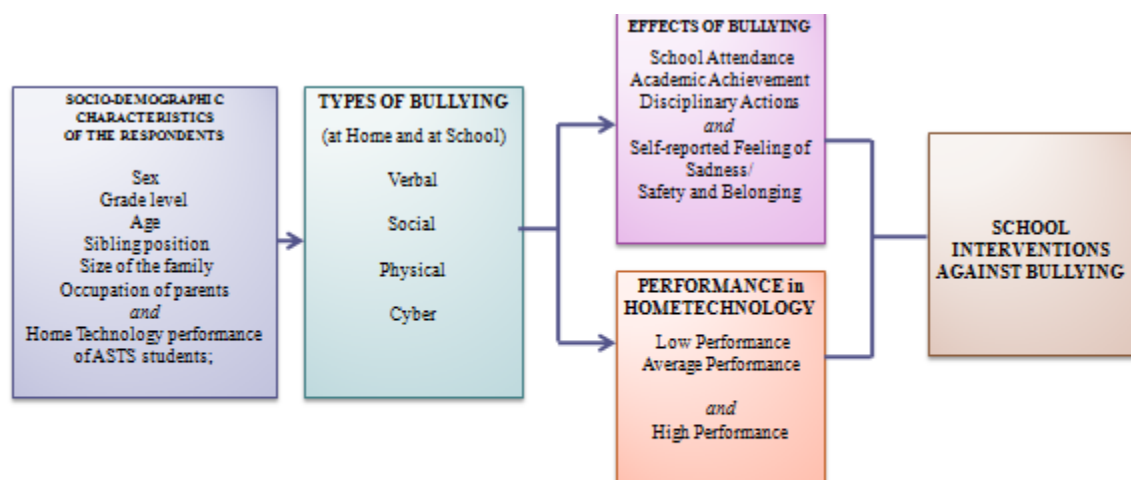 SOCIO-DEMOGRAPHIC
CHARACTERISTICS
OF THE RESPONDENTS
Sex
Grade level
Age
Sibling position
Size of the family
Occupation of parents
and
Home Technology performance
of ASTS students;
TYPES OF BULLYING
(at Home and at School)
Verbal
Social
Physical
Cyber
EFFECTS OF BULLYING
School Attendance
Academic Achievement
Disciplinary Actions
and
Self-reported Feeling of
Sadness/
Safety and Belonging
PERFORMANCE in
HOMETECHNOLOGY
Low Performance
Average Performance
and
High Performance
SCHOOL
INTERVENTIONS
AGAINST BULLYING